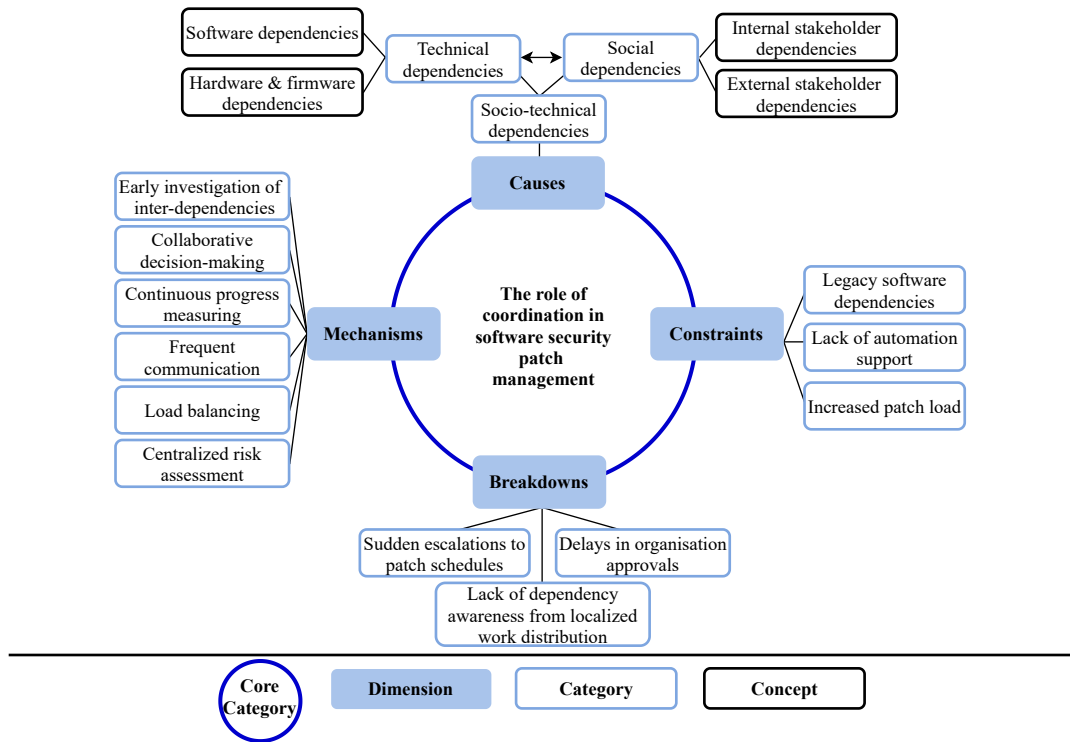 Software dependencies
Hardware & firmware
dependencies
Technical
dependencies
Social
dependencies
Internal stakeholder
dependencies
External stakeholder
dependencies
Socio-technical
dependencies
Causes
Early investigation of
inter-dependencies
Collaborative
decision-making
Continuous progress
measuring
Frequent
communication
Load balancing
Centralized risk
assessment
Mechanisms
The role of
coordination in
software security
patch
management
Constraints
Legacy software
dependencies
Lack of automation
support
Increased patch load
Breakdowns
Sudden escalations to
patch schedules
Delays in organisation
approvals
Lack of dependency
awareness from localized
work distribution
Core
Category
Dimension
Category
Concept